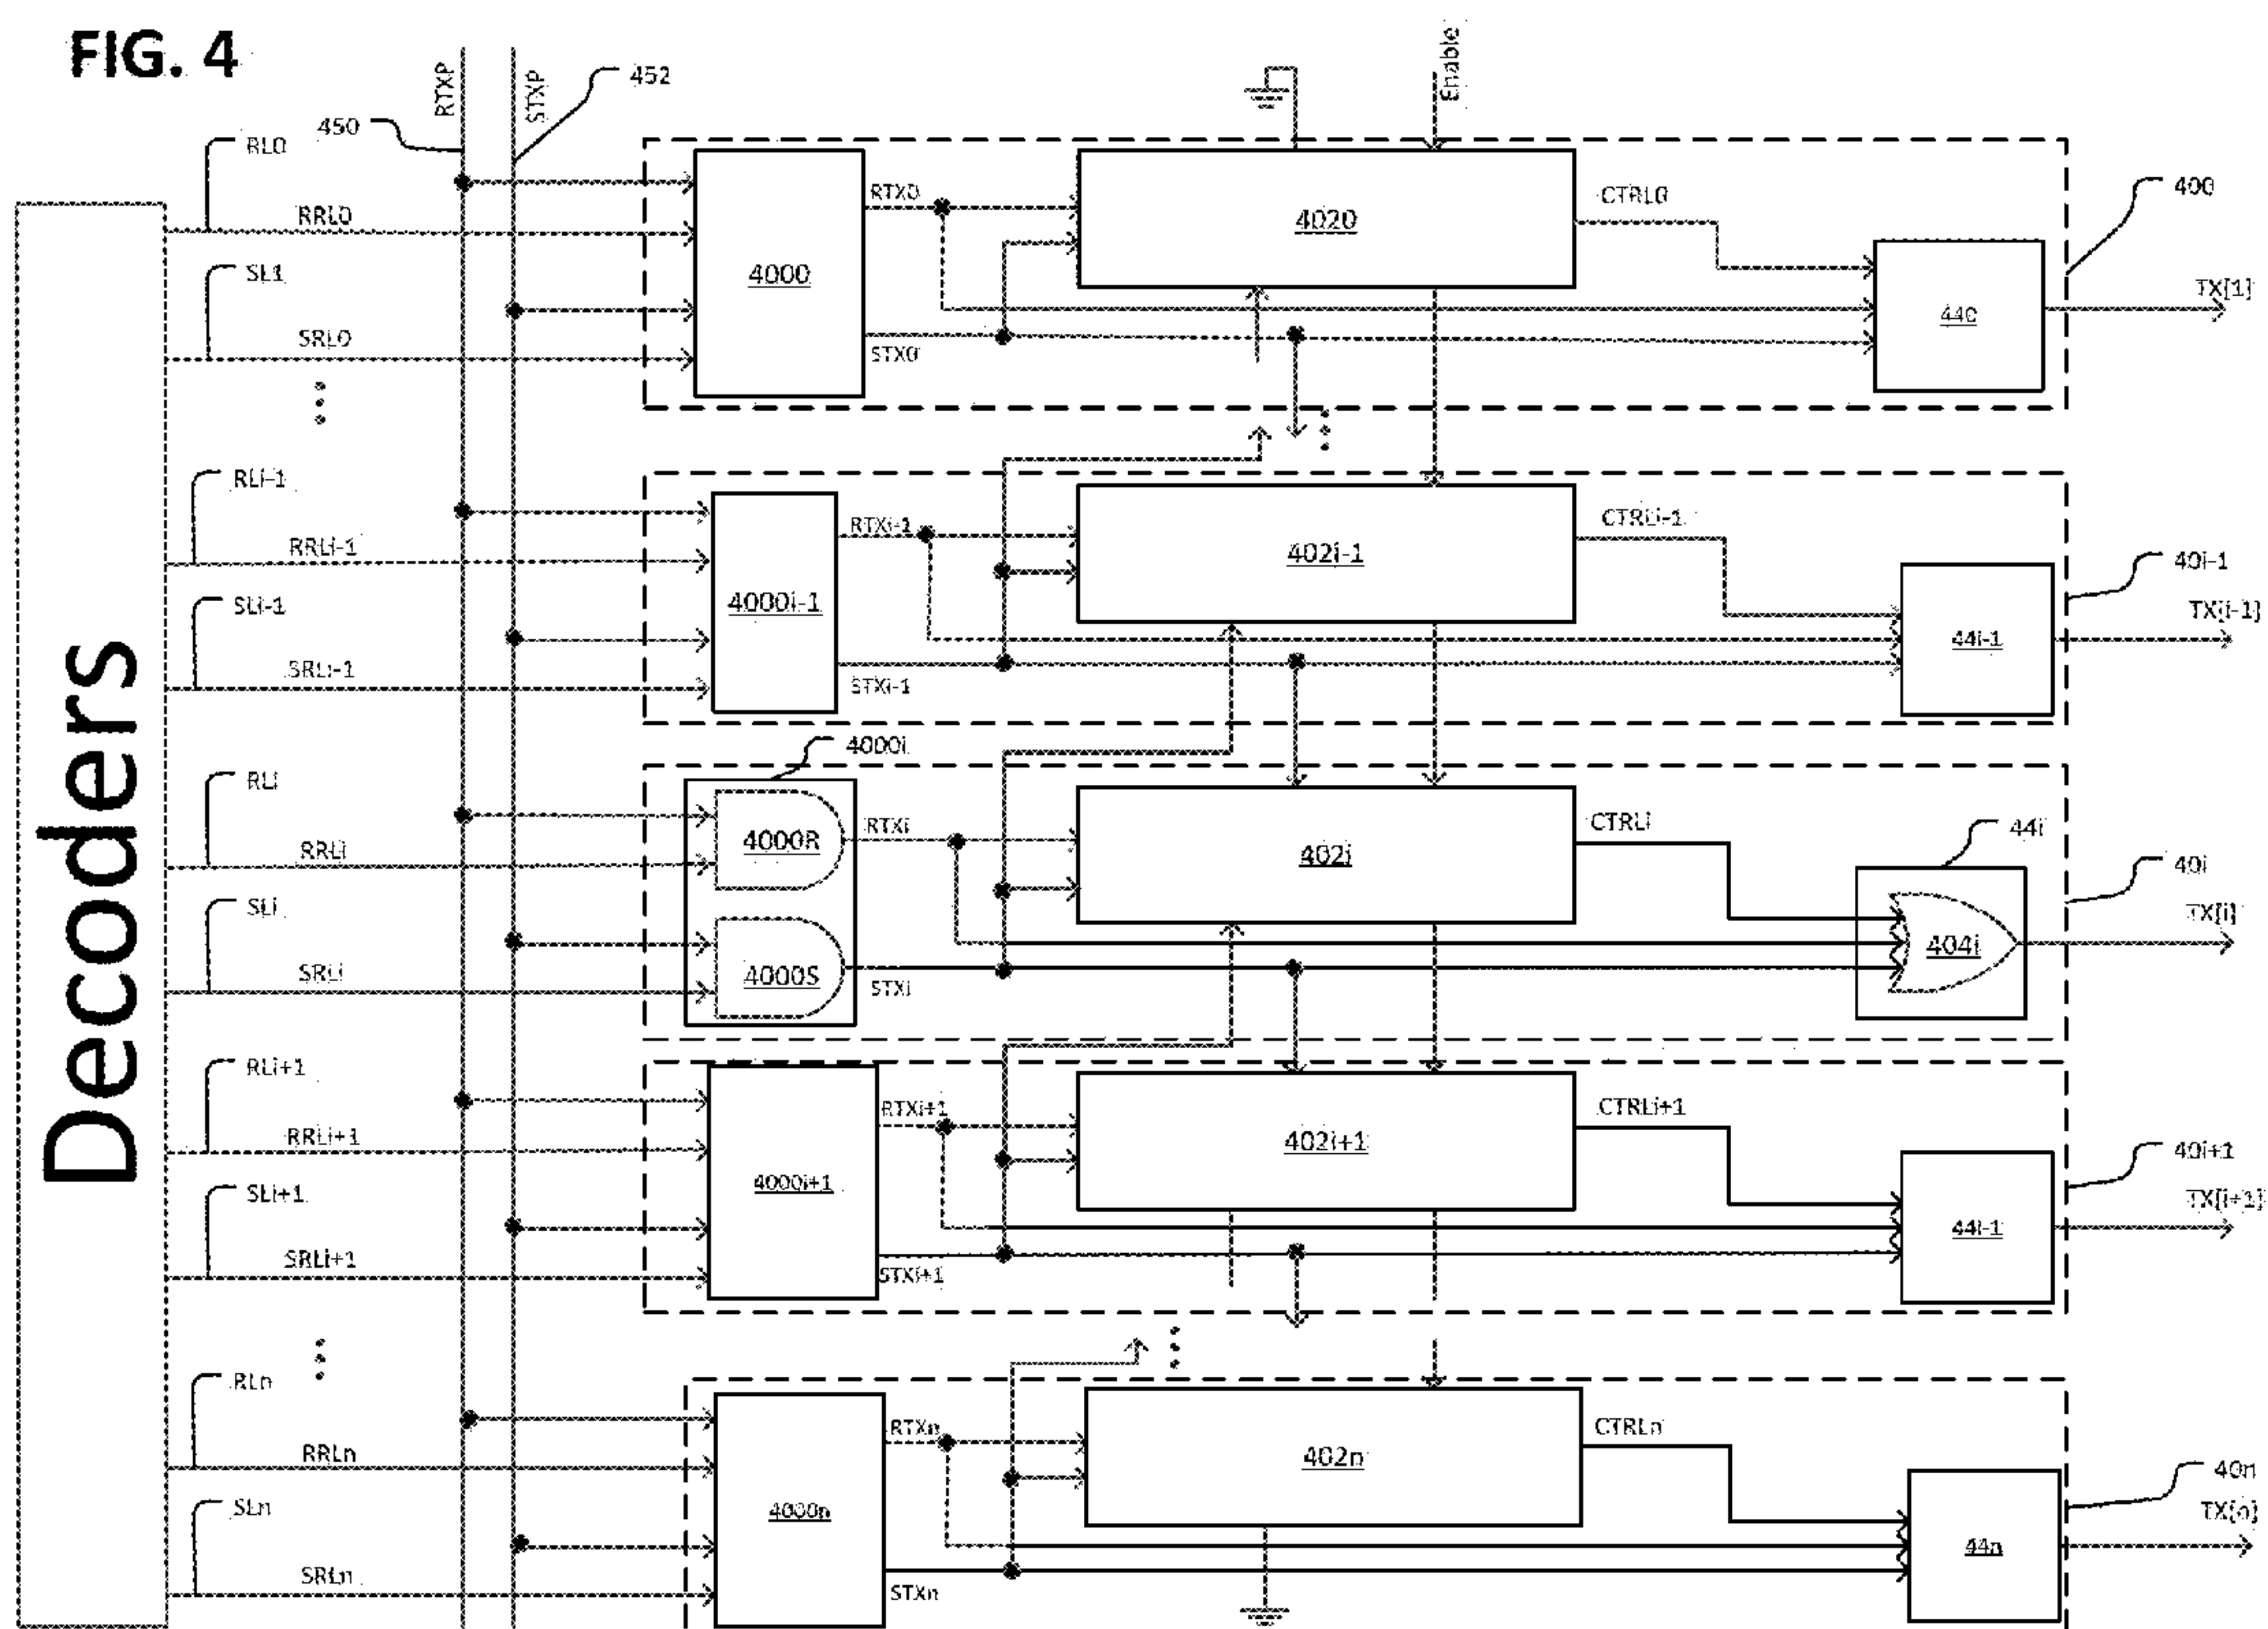 FIG. 4
RTXP
STXP
452
450
Enable
Decoders
RL0
RRL0
SL1
SRL0
4000
RTX0
STX0
4020
CTRL0
440
400
TX[1]
RLi-1
RRLi-1
SLi-1
SRLi-1
4000i-1
RTXi-1
STXi-1
402i-1
CTRLi-1
44i-1
40i-1
TX[i-1]
4000i
RLi
RRLi
SLi
SRLi
4000R
4000S
RTXi
STXi
402i
CTRLi
44i
404i
40i
TX[i]
RLi+1
RRLi+1
SLi+1
SRLi+1
4000i+1
RTXi+1
STXi+1
402i+1
CTRLi+1
44i-1
40i+1
TX[i+1]
RLn
RRLn
SLn
SRLn
4000n
RTXn
STXn
402n
CTRLn
44n
40n
TX[n]